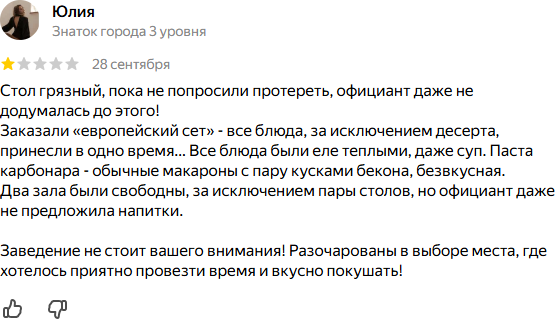 Юлия
Знаток города 3 уровня
28 сентября
Стол грязный, пока не попросили протереть, официант даже не
додумалась до этого!
Заказали «европейский сет» - все блюда, за исключением десерта,
принесли в одно время... Все блюда были еле теплыми, даже суп. Паста
карбонара - обычные макароны с пару кусками бекона, безвкусная.
Два зала были свободны, за исключением пары столов, но официант даже
не предложила напитки.
Заведение не стоит вашего внимания! Разочарованы в выборе места, где
хотелось приятно провести время и вкусно покушать!